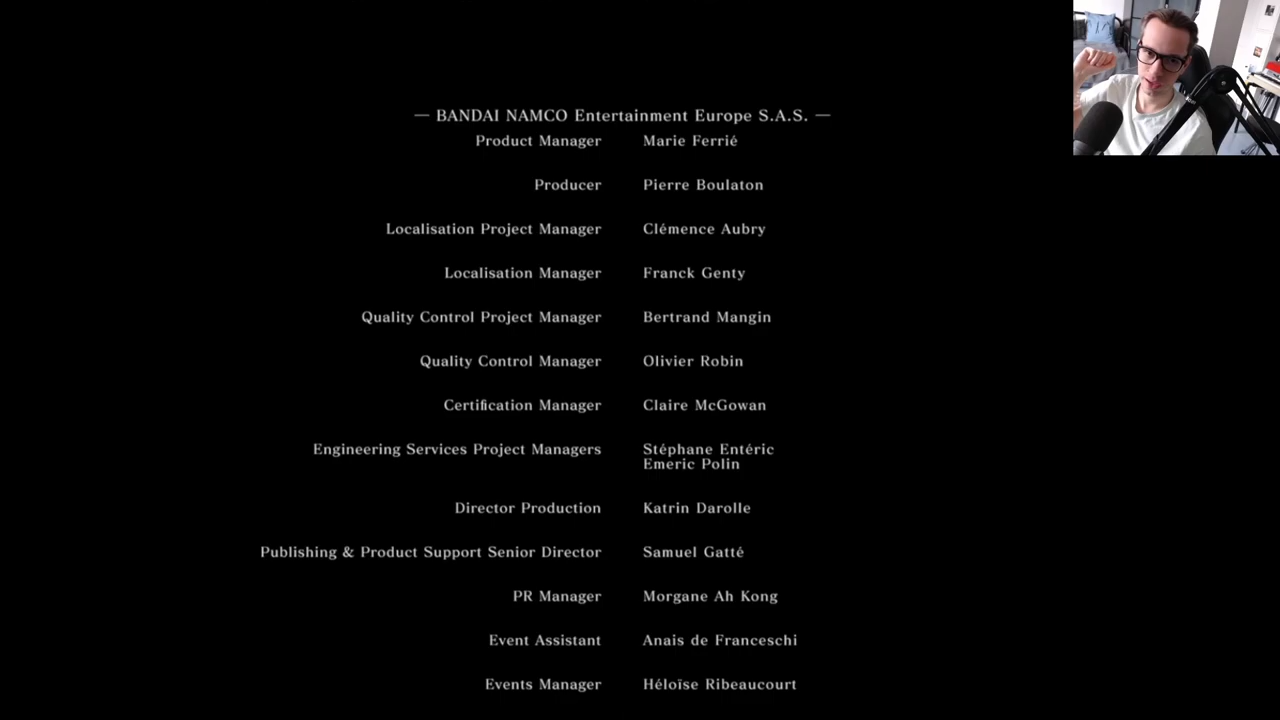 — BANDAI NAMCO Entertainment Europe S.A.S. —
Product Manager Marie Ferrié
Producer Pierre Boulaton
Localisation Project Manager Clémence Aubry
Localisation Manager Franck Genty
Quality Control Project Manager Bertrand Mangin
Quality Control Manager Olivier Robin
Certification Manager Claire McGowan
Engineering Services Project Managers Stéphane Entéric
Emeric Polin
Director Production Katrin Darolle
Publishing & Product Support Senior Director Samuel Gatté
PR Manager Morgane Ah Kong
Event Assistant Anais de Franceschi
Events Manager Héloïse Ribeaucourt